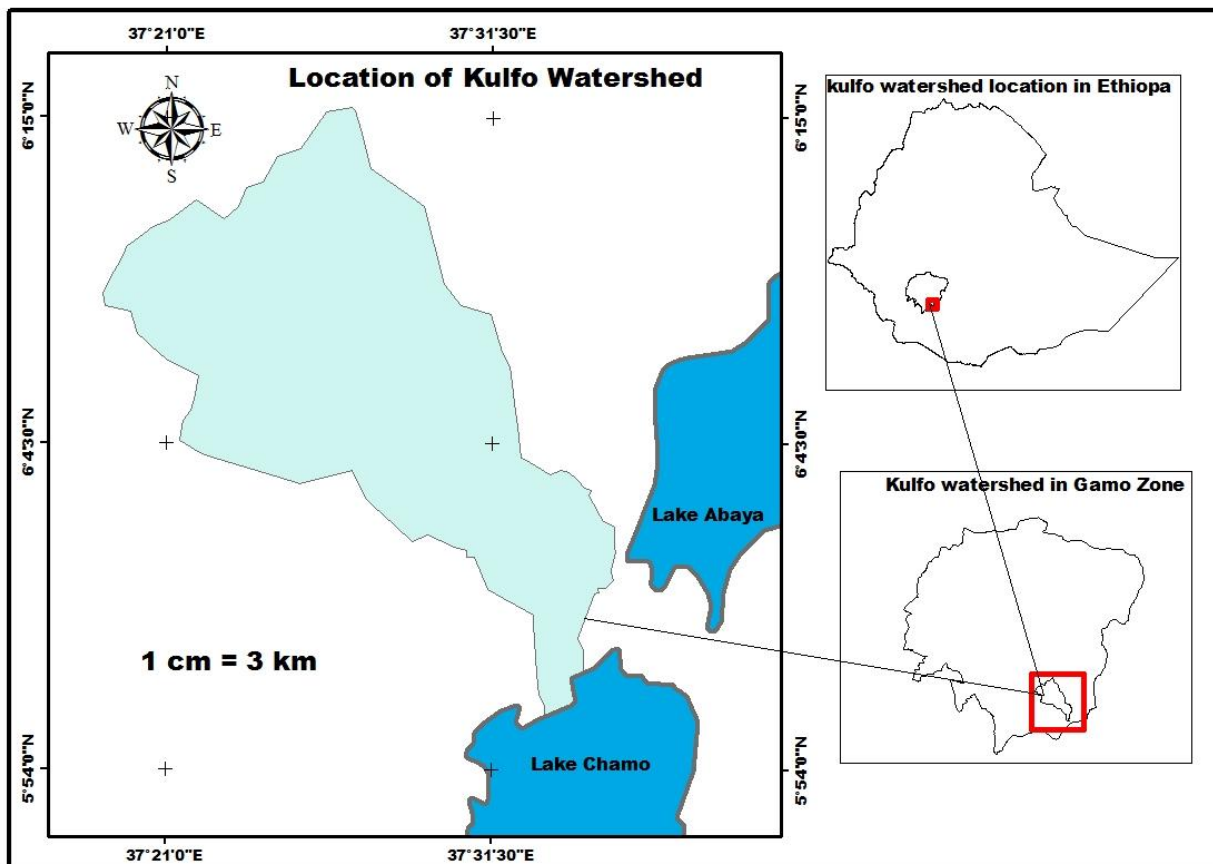 37°21'0"E
37°31'30"E
Location of Kulfo Watershed
N
W
E
S
6°15'0"N
6°4'30"N
5°54'0"N
6°15'0"N
6°4'30"N
5°54'0"N
Lake Abaya
1 cm = 3 km
Lake Chamo
37°21'0"E
37°31'30"E
kulfo watershed location in Ethiopa
Kulfo watershed in Gamo Zone